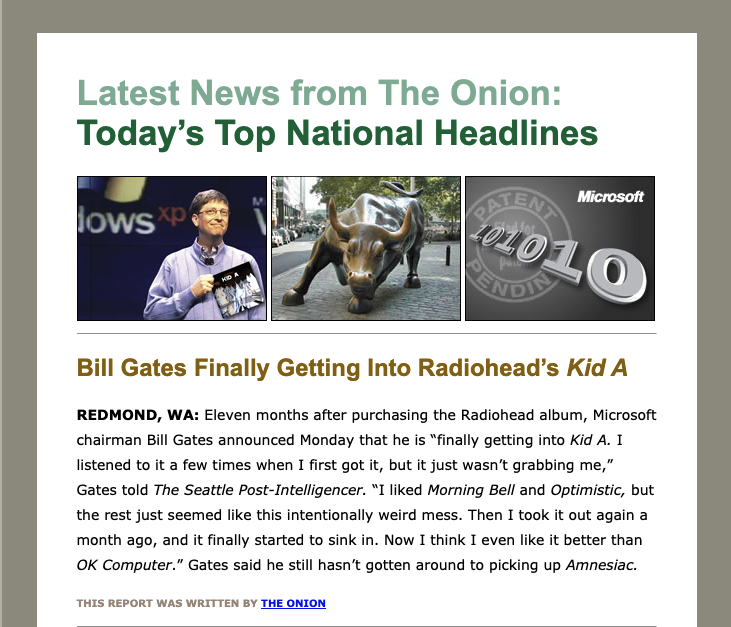 Latest News from The Onion:
Today’s Top National Headlines
dows xp
KID A
Microsoft
PATENT
PENDING
101010
Bill Gates Finally Getting Into Radiohead’s Kid A
REDMOND, WA: Eleven months after purchasing the Radiohead album, Microsoft
chairman Bill Gates announced Monday that he is “finally getting into Kid A. I
listened to it a few times when I first got it, but it just wasn’t grabbing me,”
Gates told The Seattle Post-Intelligencer. “I liked Morning Bell and Optimistic, but
the rest just seemed like this intentionally weird mess. Then I took it out again a
month ago, and it finally started to sink in. Now I think I even like it better than
OK Computer.” Gates said he still hasn’t gotten around to picking up Amnesiac.
THIS REPORT WAS WRITTEN BY THE ONION